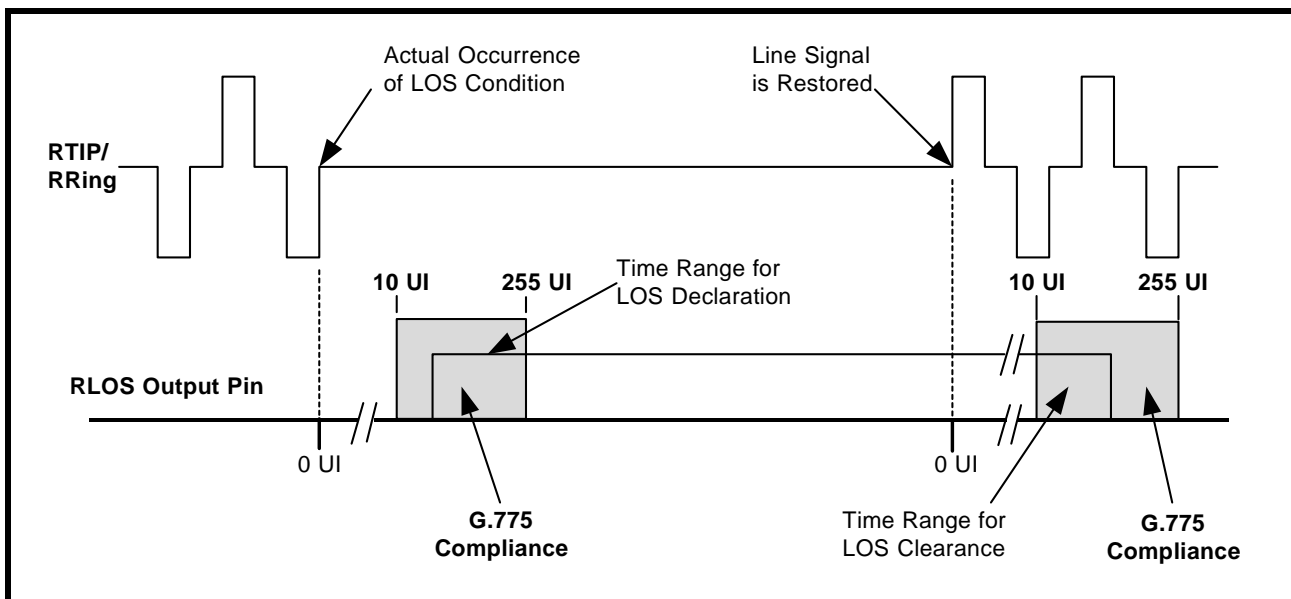 Actual Occurrence
of LOS Condition
Line Signal
is Restored
RTIP/
RRing
10 UI
255 UI
Time Range for
LOS Declaration
10 UI
255 UI
RLOS Output Pin
0 UI
0 UI
G.775
Compliance
Time Range for
LOS Clearance
G.775
Compliance